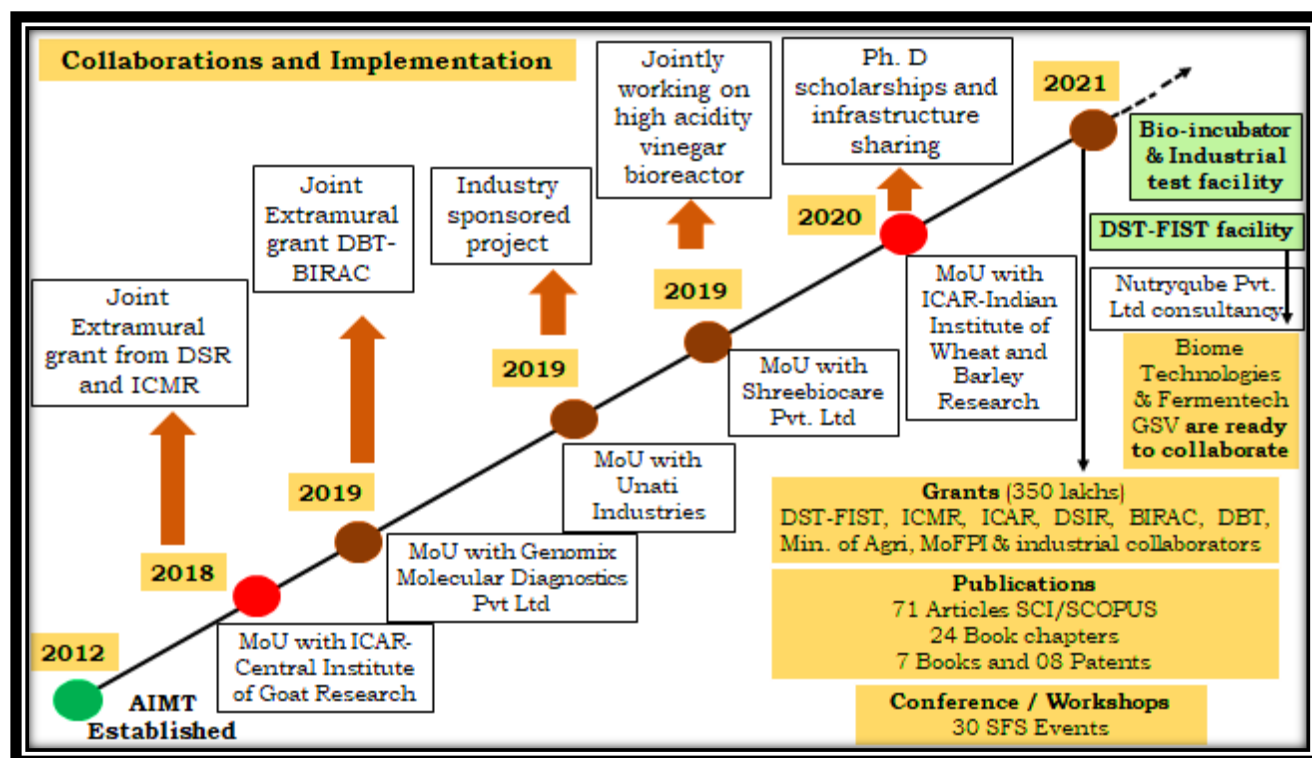 Collaborations and Implementation
2012
AIMT
Established
2018
MoU with ICAR-
Central Institute
of Goat Research
Joint
Extramural
grant from DSR
and ICMR
2019
MoU with Genomix
Molecular Diagnostics
Pvt Ltd
Joint
Extramural
grant DBT-
BIRAC
2019
MoU with
Unati
Industries
Industry
sponsored
project
2019
MoU with
Shreebiocare
Pvt. Ltd
Jointly
working on
high acidity
vinegar
bioreactor
2020
MoU with
ICAR-Indian
Institute of
Wheat and
Barley
Research
Ph. D
scholarships and
infrastructure
sharing
2021
Bio-incubator
& Industrial
test facility
DST-FIST facility
Nutryqube Pvt.
Ltd consultancy
Biome
Technologies
& Fermentech
GSV are ready
to collaborate
Grants (350 lakhs)
DST-FIST, ICMR, ICAR, DSIR, BIRAC, DBT,
Min. of Agri, MoFPI & industrial collaborators
Publications
71 Articles SCI/SCOPUS
24 Book chapters
7 Books and 08 Patents
Conference / Workshops
30 SFS Events